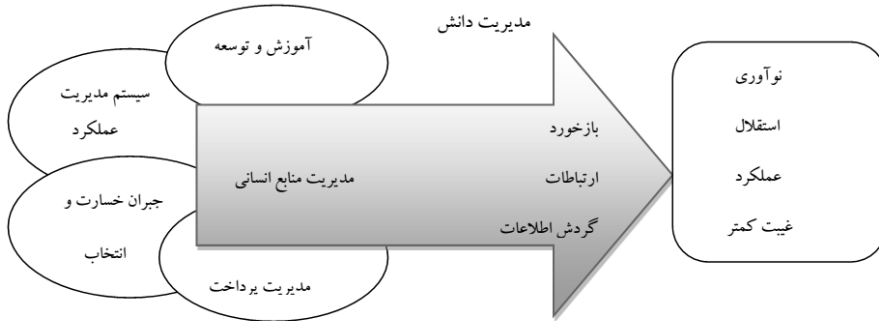 مدیریت دانش
آموزش و توسعه
سیستم مدیریت
عملکرد
جبران خسارت و
انتخاب
مدیریت پرداخت
مدیریت منابع انسانی
بازخورد
ارتباطات
گردش اطلاعات
نوآوری
استقلال
عملکرد
غیبت کمتر